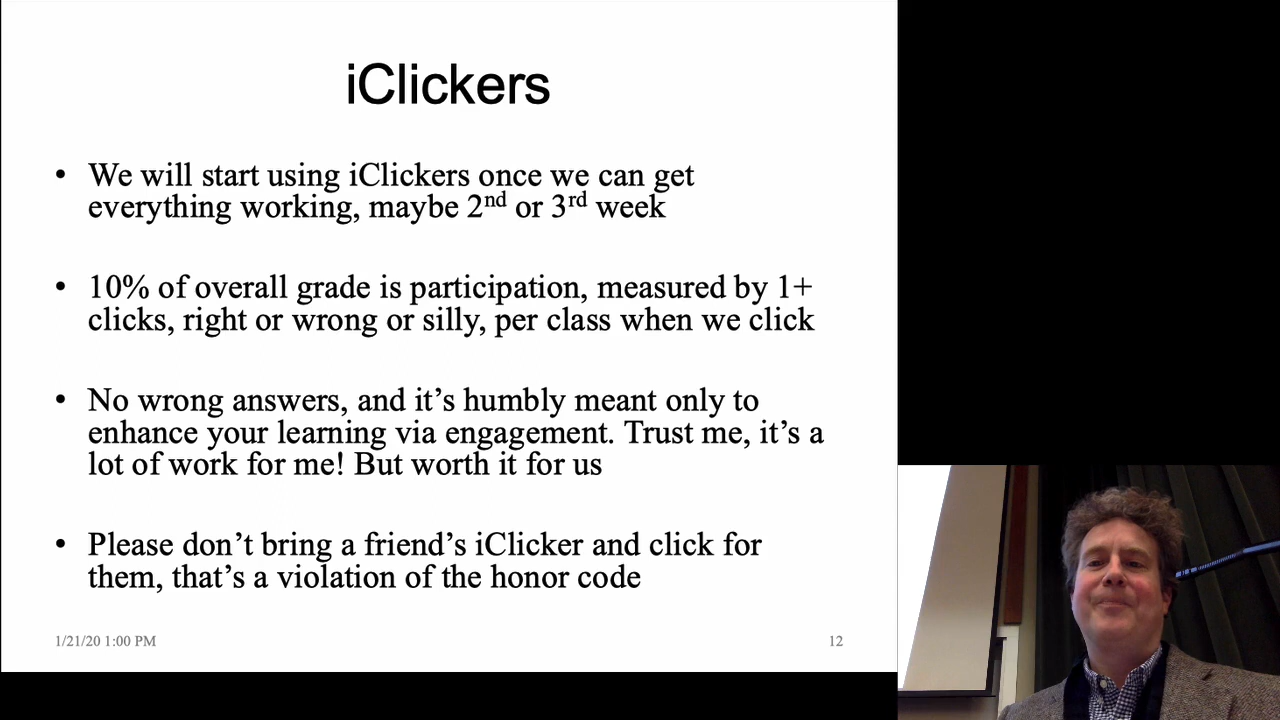 iClickers
• We will start using iClickers once we can get
everything working, maybe 2nd or 3rd week
• 10% of overall grade is participation, measured by 1+
clicks, right or wrong or silly, per class when we click
• No wrong answers, and it’s humbly meant only to
enhance your learning via engagement. Trust me, it’s a
lot of work for me! But worth it for us
• Please don’t bring a friend’s iClicker and click for
them, that’s a violation of the honor code
1/21/20 1:00 PM
12